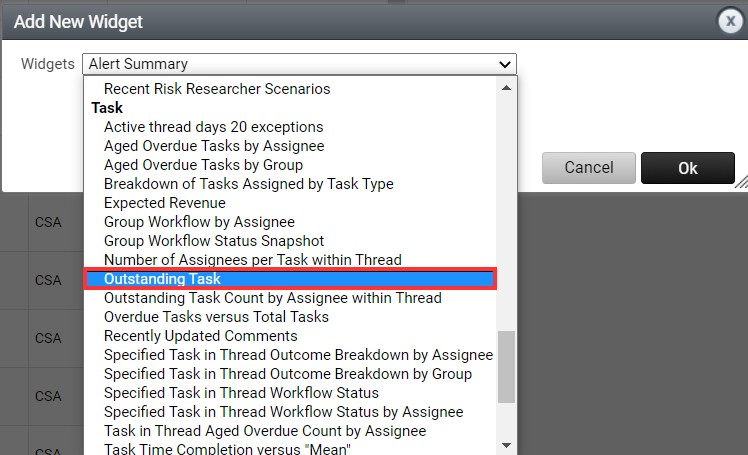 Add New Widget
X
Widgets Alert Summary
Recent Risk Researcher Scenarios
Task
Active thread days 20 exceptions
Aged Overdue Tasks by Assignee
Aged Overdue Tasks by Group
Breakdown of Tasks Assigned by Task Type
Expected Revenue
Group Workflow by Assignee
Group Workflow Status Snapshot
Number of Assignees per Task within Thread
Outstanding Task
Outstanding Task Count by Assignee within Thread
Overdue Tasks versus Total Tasks
Recently Updated Comments
Specified Task in Thread Outcome Breakdown by Assignee
Specified Task in Thread Outcome Breakdown by Group
Specified Task in Thread Workflow Status
Specified Task in Thread Workflow Status by Assignee
Task in Thread Aged Overdue Count by Assignee
Task Time Completion versus "Mean"
Cancel
Ok
CSA
CSA
CSA
CSA
CSA